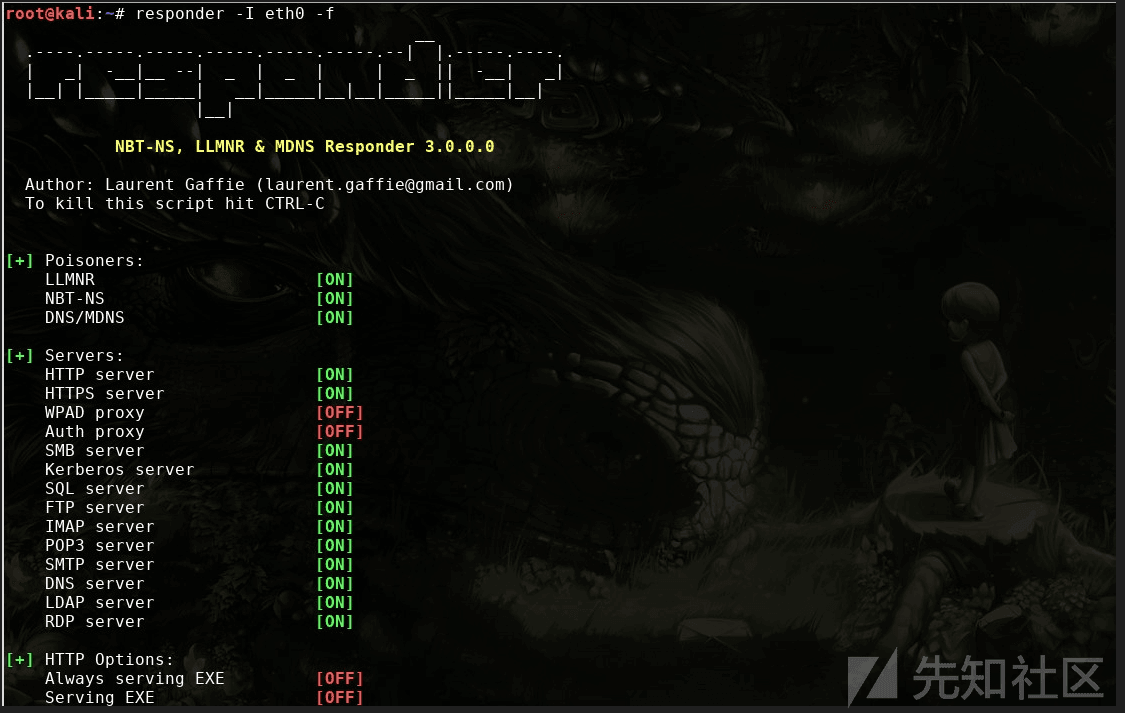 root@kali:~# responder -I eth0 -f
NBT-NS, LLMNR & MDNS Responder 3.0.0.0
Author: Laurent Gaffie (laurent.gaffie@gmail.com)
To kill this script hit CTRL-C
[+] Poisoners:
LLMNR [ON]
NBT-NS [ON]
DNS/MDNS [ON]
[+] Servers:
HTTP server [ON]
HTTPS server [ON]
WPAD proxy [OFF]
Auth proxy [OFF]
SMB server [ON]
Kerberos server [ON]
SQL server [ON]
FTP server [ON]
IMAP server [ON]
POP3 server [ON]
SMTP server [ON]
DNS server [ON]
LDAP server [ON]
RDP server [ON]
[+] HTTP Options:
Always serving EXE [OFF]
Serving EXE [OFF]
先知社区